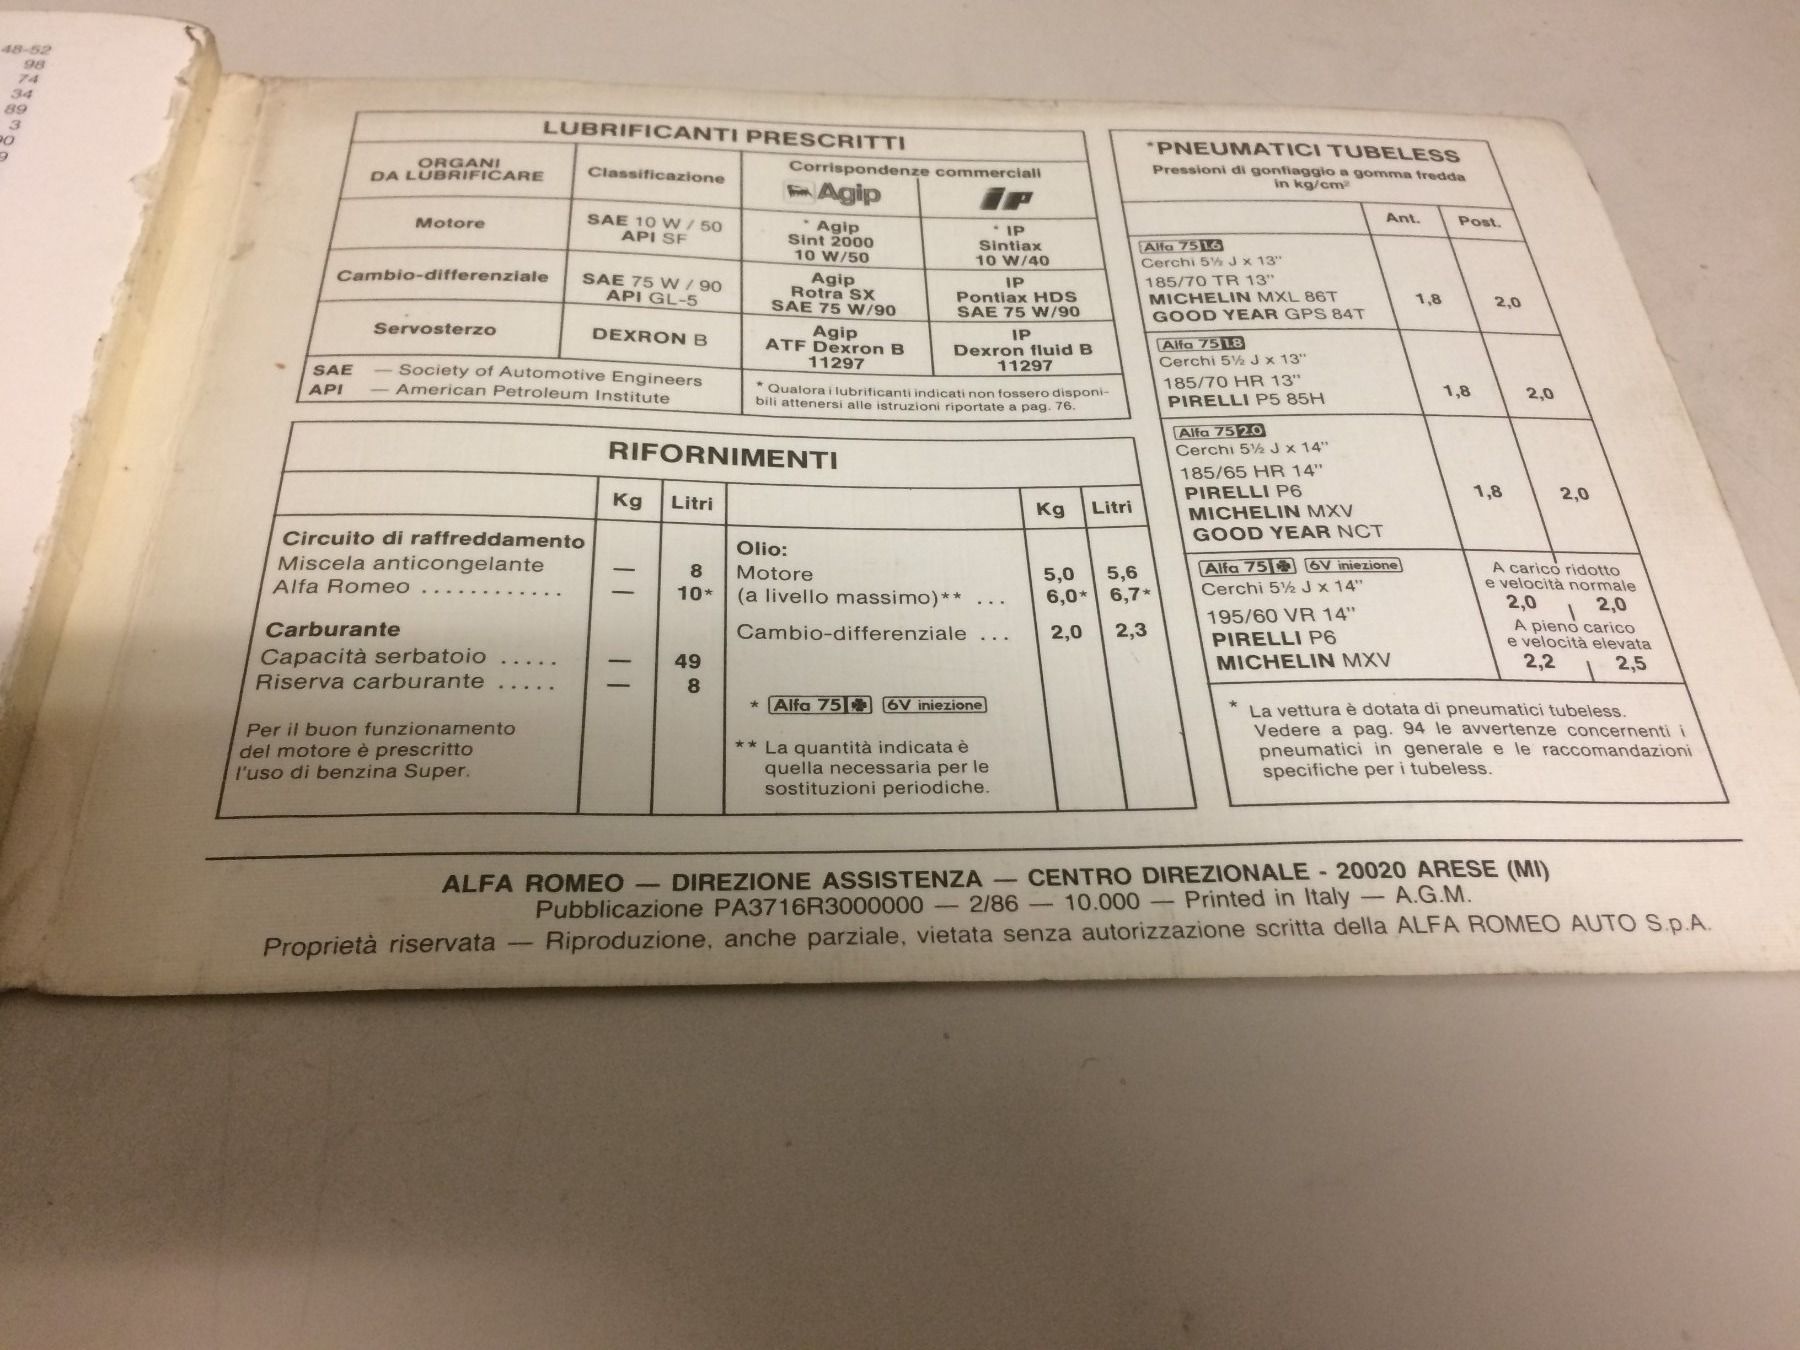 48-52
98
74
34
89
3
90
9
LUBRIFICANTI PRESCRITTI
ORGANI
DA LUBRIFICARE
Classificazione
Corrispondenze commerciali
Agip
IP
Motore
SAE 10 W / 50
API SF
* Agip
Sint 2000
10 W/50
* IP
Sintiax
10 W/40
Cambio-differenziale
SAE 75 W / 90
API GL-5
Agip
Rotra SX
SAE 75 W/90
IP
Pontiax HDS
SAE 75 W/90
Servosterzo
DEXRON B
Agip
ATF Dexron B
11297
IP
Dexron fluid B
11297
SAE — Society of Automotive Engineers
API — American Petroleum Institute
* Qualora i lubrificanti indicati non fossero disponi-
bili attenersi alle istruzioni riportate a pag. 76.
RIFORNIMENTI
Kg Litri
Circuito di raffreddamento
Miscela anticongelante — 8
Alfa Romeo ............ — 10*
Carburante
Capacità serbatoio ..... — 49
Riserva carburante ..... — 8
Per il buon funzionamento
del motore è prescritto
l'uso di benzina Super.
Kg Litri
Olio:
Motore 5,0 5,6
(a livello massimo)** ... 6,0* 6,7*
Cambio-differenziale ... 2,0 2,3
* Alfa 75 6V iniezione
** La quantità indicata è
quella necessaria per le
sostituzioni periodiche.
*PNEUMATICI TUBELESS
Pressioni di gonfiaggio a gomma fredda
in kg/cm²
Ant. Post.
Alfa 75 1.6
Cerchi 5½ J x 13"
185/70 TR 13"
MICHELIN MXL 86T 1,8 2,0
GOOD YEAR GPS 84T
Alfa 75 1.8
Cerchi 5½ J x 13"
185/70 HR 13"
PIRELLI P5 85H 1,8 2,0
Alfa 75 2.0
Cerchi 5½ J x 14"
185/65 HR 14"
PIRELLI P6 1,8 2,0
MICHELIN MXV
GOOD YEAR NCT
Alfa 75 6V iniezione
Cerchi 5½ J x 14"
195/60 VR 14"
PIRELLI P6
MICHELIN MXV
A carico ridotto
e velocità normale
2,0 2,0
A pieno carico
e velocità elevata
2,2 2,5
* La vettura è dotata di pneumatici tubeless.
Vedere a pag. 94 le avvertenze concernenti i
pneumatici in generale e le raccomandazioni
specifiche per i tubeless.
ALFA ROMEO — DIREZIONE ASSISTENZA — CENTRO DIREZIONALE - 20020 ARESE (MI)
Pubblicazione PA3716R3000000 — 2/86 — 10.000 — Printed in Italy — A.G.M.
Proprietà riservata — Riproduzione, anche parziale, vietata senza autorizzazione scritta della ALFA ROMEO AUTO S.p.A.